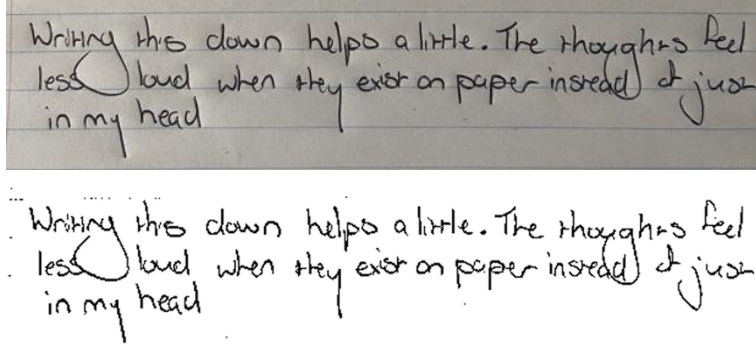 Writing this down helps a little. The thoughts feel
less loud when they exist on paper instead of just
in my head
Writing this down helps a little. The thoughts feel
less loud when they exist on paper instead of just
in my head